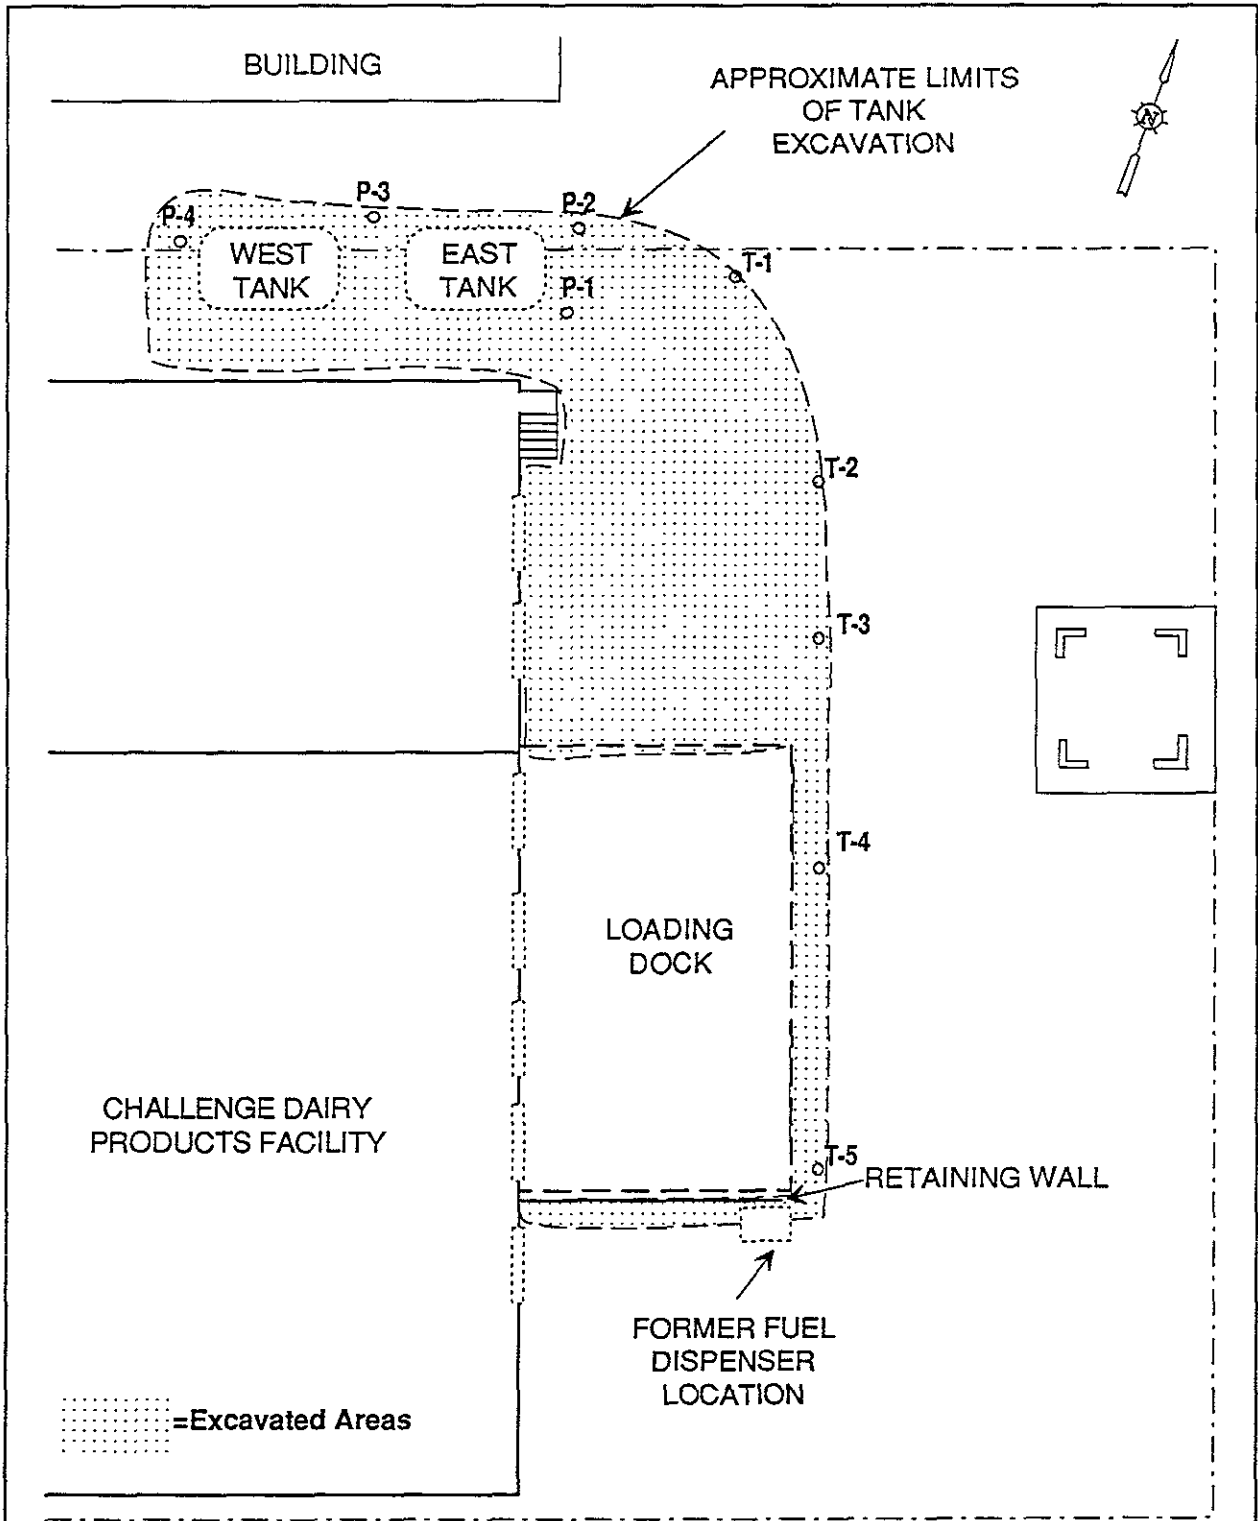 BUILDING
APPROXIMATE LIMITS
OF TANK
EXCAVATION
N
P-3
P-2
P-4
WEST
TANK
EAST
TANK
T-1
P-1
T-2
T-3
T-4
LOADING
DOCK
CHALLENGE DAIRY
PRODUCTS FACILITY
T-5
RETAINING WALL
FORMER FUEL
DISPENSER
LOCATION
=Excavated Areas